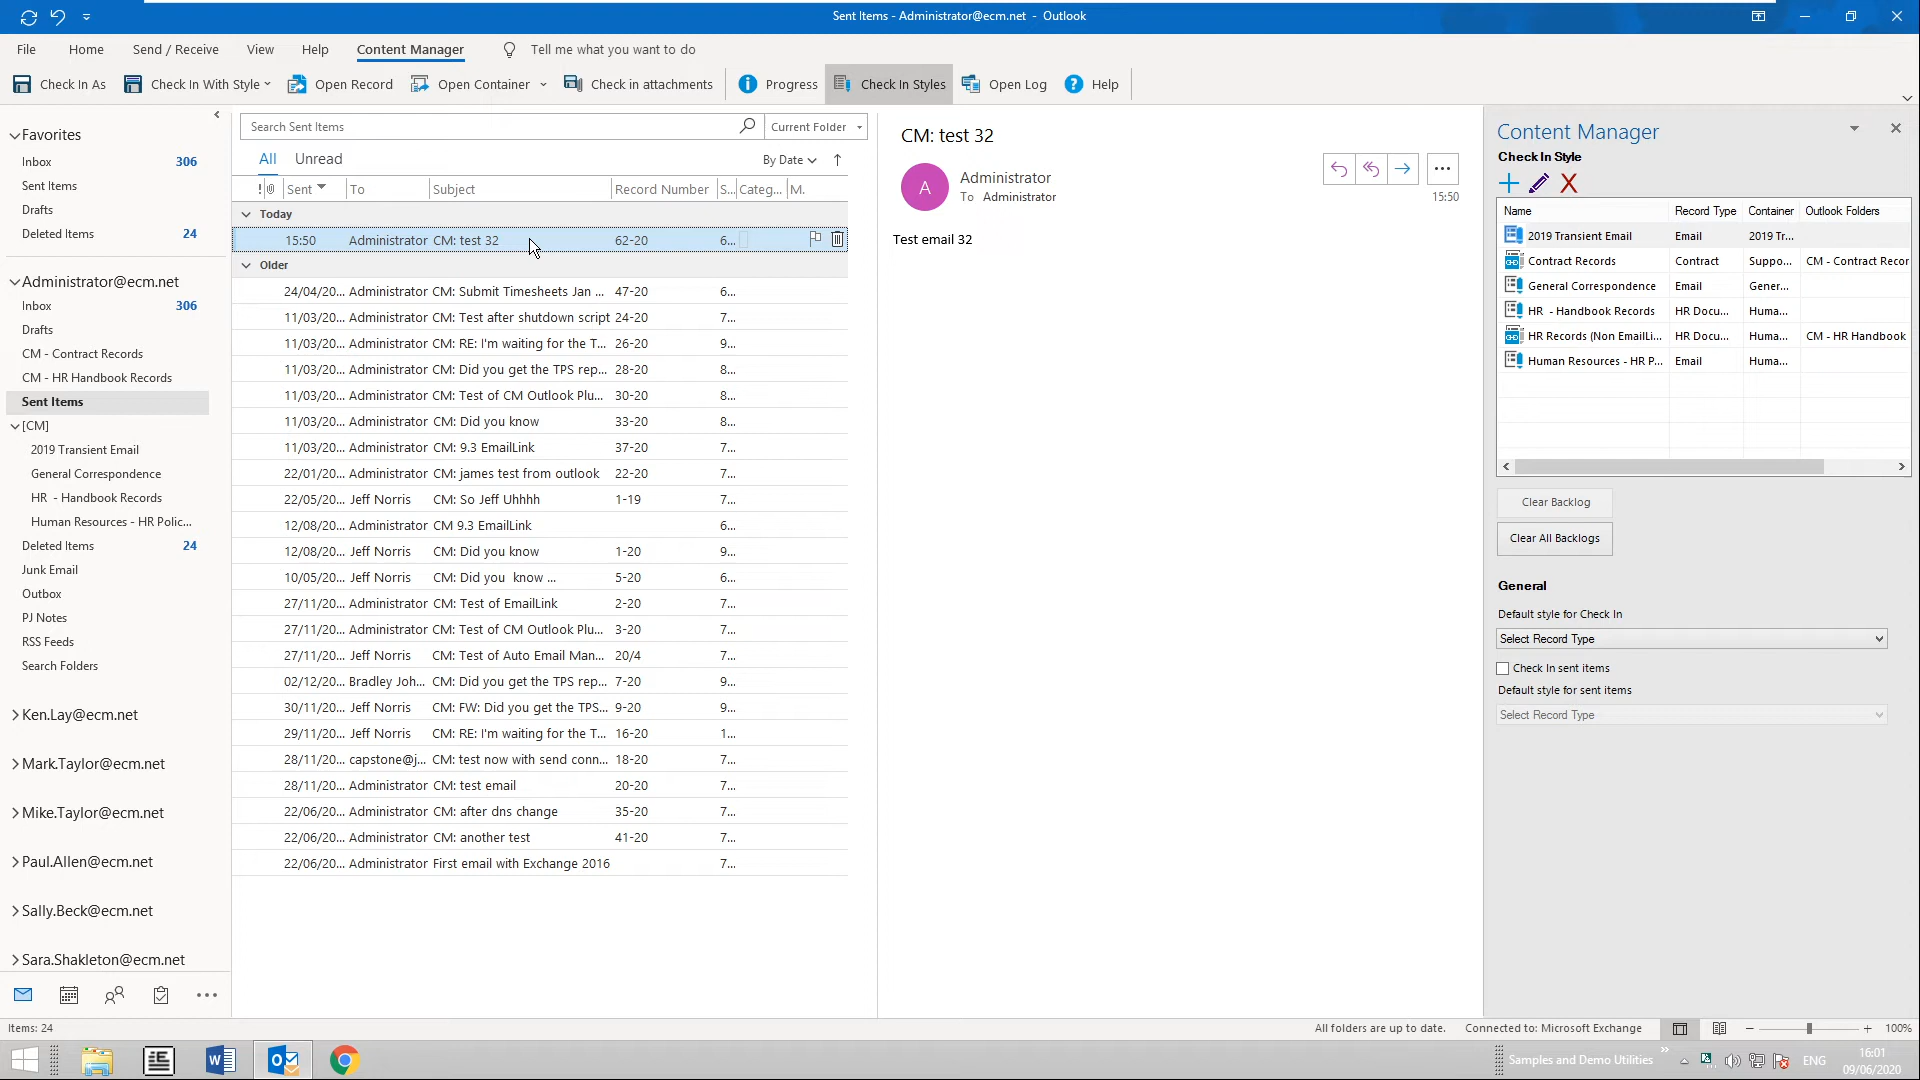 Sent Items - Administrator@ecm.net - Outlook
File Home Send / Receive View Help Content Manager Tell me what you want to do
Check In As Check In With Style Open Record Open Container Check in attachments Progress Check In Styles Open Log Help
Favorites
Inbox 306
Sent Items
Drafts
Deleted Items 24
Administrator@ecm.net
Inbox 306
Drafts
CM - Contract Records
CM - HR Handbook Records
Sent Items
[CM]
2019 Transient Email
General Correspondence
HR - Handbook Records
Human Resources - HR Polic...
Deleted Items 24
Junk Email
Outbox
PJ Notes
RSS Feeds
Search Folders
Ken.Lay@ecm.net
Mark.Taylor@ecm.net
Mike.Taylor@ecm.net
Paul.Allen@ecm.net
Sally.Beck@ecm.net
Sara.Shakleton@ecm.net
Search Sent Items Current Folder
All Unread By Date
! Sent To Subject Record Number S... Categ... M.
Today
15:50 Administrator CM: test 32 62-20 6...
Older
24/04/20... Administrator CM: Submit Timesheets Jan ... 47-20 6...
11/03/20... Administrator CM: Test after shutdown script 24-20 7...
11/03/20... Administrator CM: RE: I'm waiting for the T... 26-20 9...
11/03/20... Administrator CM: Did you get the TPS rep... 28-20 8...
11/03/20... Administrator CM: Test of CM Outlook Plu... 30-20 8...
11/03/20... Administrator CM: Did you know 33-20 8...
11/03/20... Administrator CM: 9.3 EmailLink 37-20 7...
22/01/20... Administrator CM: james test from outlook 22-20 7...
22/05/20... Jeff Norris CM: So Jeff Uhhhh 1-19 7...
12/08/20... Administrator CM 9.3 EmailLink 6...
12/08/20... Jeff Norris CM: Did you know 1-20 9...
10/05/20... Jeff Norris CM: Did you know ... 5-20 6...
27/11/20... Administrator CM: Test of EmailLink 2-20 7...
27/11/20... Administrator CM: Test of CM Outlook Plu... 3-20 7...
27/11/20... Jeff Norris CM: Test of Auto Email Man... 20/4 7...
02/12/20... Bradley Joh... CM: Did you get the TPS rep... 7-20 9...
30/11/20... Jeff Norris CM: FW: Did you get the TPS... 9-20 9...
29/11/20... Jeff Norris CM: RE: I'm waiting for the T... 16-20 1...
28/11/20... capstone@j... CM: test now with send conn... 18-20 7...
28/11/20... Administrator CM: test email 20-20 7...
22/06/20... Administrator CM: after dns change 35-20 7...
22/06/20... Administrator CM: another test 41-20 7...
22/06/20... Administrator First email with Exchange 2016 7...
CM: test 32
A
Administrator
To Administrator
15:50
Test email 32
Content Manager
Check In Style
Name Record Type Container Outlook Folders
2019 Transient Email Email 2019 Tr...
Contract Records Contract Suppo... CM - Contract Recor
General Correspondence Email Gener...
HR - Handbook Records HR Docu... Huma...
HR Records (Non EmailLi... HR Docu... Huma... CM - HR Handbook
Human Resources - HR P... Email Huma...
Clear Backlog
Clear All Backlogs
General
Default style for Check In
Select Record Type
Check In sent items
Default style for sent items
Select Record Type
Items: 24 All folders are up to date. Connected to: Microsoft Exchange 100%
Samples and Demo Utilities ENG 16:01
09/06/2020